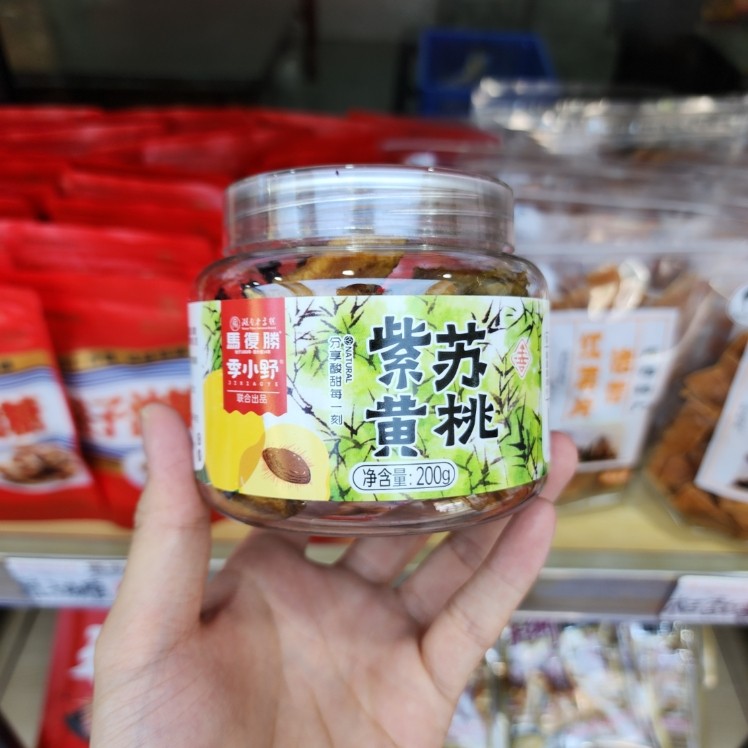 馬復勝
季小野
联合出品
NATURAL
分享酸甜每一刻
紫苏
黄桃
净含量: 200g